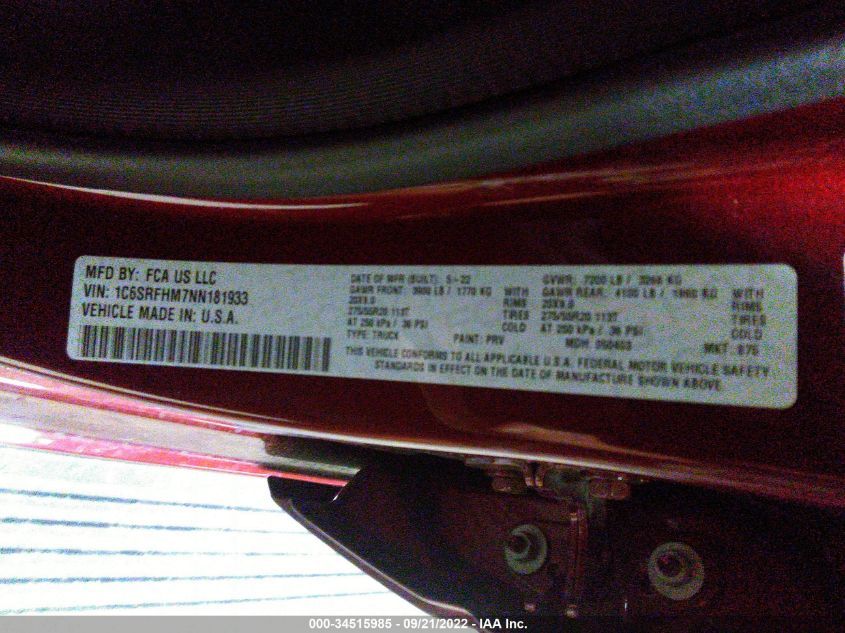 MFD BY: FCA US LLC
VIN: 1C6SRFHM7NN181933
VEHICLE MADE IN: U.S.A.
DATE OF MFR (BUILT): 5-22 GVWR: 7200 LB / KG
GAWR FRONT: 3900 LB / 1770 KG WITH GAWR REAR: 4100 LB / KG WITH
20X9.0 RIMS 20X9.0 RIMS
275/55R20 113T TIRES 275/55R20 113T TIRES
AT 250 kPa / 36 PSI COLD AT 250 kPa / 36 PSI COLD
TYPE: TRUCK PAINT: PRV MDH: MKT:
THIS VEHICLE CONFORMS TO ALL APPLICABLE U.S.A. FEDERAL MOTOR VEHICLE SAFETY
STANDARDS IN EFFECT ON THE DATE OF MANUFACTURE SHOWN ABOVE
000-34515985 - 09/21/2022 - IAA Inc.